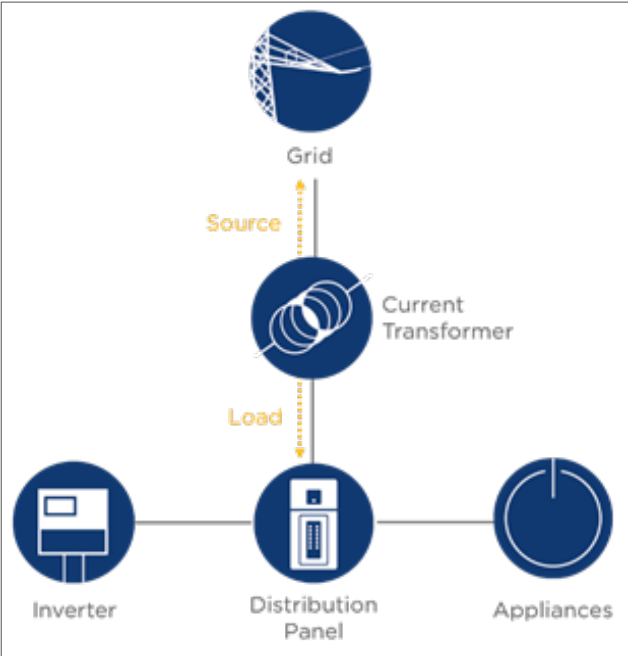 Grid
Source
Current
Transformer
Load
Inverter
Distribution
Panel
Appliances